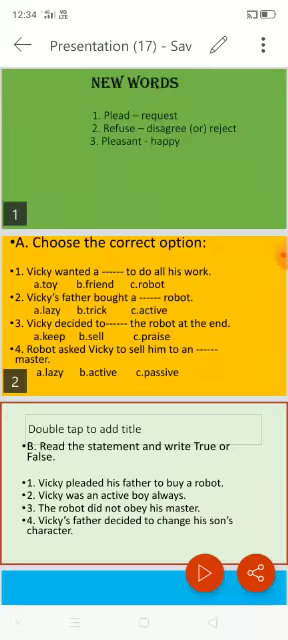 12:34 VO LTE
Presentation (17) - Sav
NEW WORDS
1. Plead – request
2. Refuse – disagree (or) reject
3. Pleasant - happy
1
•A. Choose the correct option:
•1. Vicky wanted a ------ to do all his work.
a.toy b.friend c.robot
•2. Vicky's father bought a ------ robot.
a.lazy b.trick c.active
•3. Vicky decided to------ the robot at the end.
a.keep b.sell c.praise
•4. Robot asked Vicky to sell him to an ------
master.
a.lazy b.active c.passive
2
Double tap to add title
•B. Read the statement and write True or
False.
•1. Vicky pleaded his father to buy a robot.
•2. Vicky was an active boy always.
•3. The robot did not obey his master.
•4. Vicky's father decided to change his son's
character.